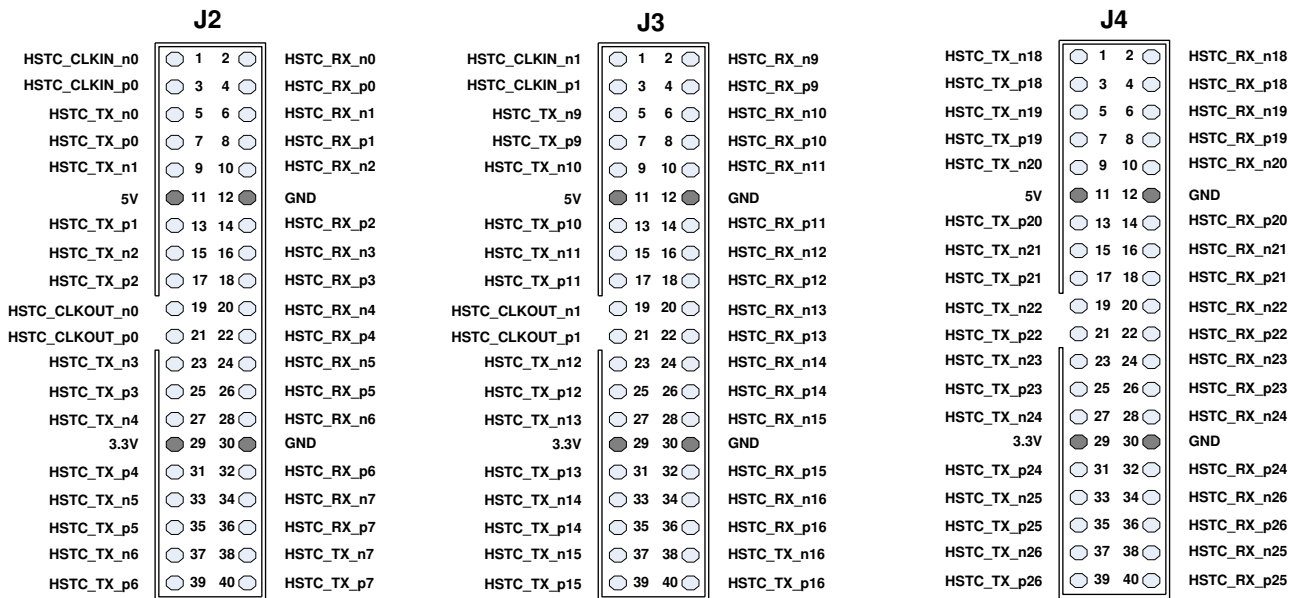 J2 J3 J4
HSTC_CLKIN_n0 1 2 HSTC_RX_n0 HSTC_CLKIN_n1 1 2 HSTC_RX_n9 HSTC_TX_n18 1 2 HSTC_RX_n18
HSTC_CLKIN_p0 3 4 HSTC_RX_p0 HSTC_CLKIN_p1 3 4 HSTC_RX_p9 HSTC_TX_p18 3 4 HSTC_RX_p18
HSTC_TX_n0 5 6 HSTC_RX_n1 HSTC_TX_n9 5 6 HSTC_RX_n10 HSTC_TX_n19 5 6 HSTC_RX_n19
HSTC_TX_p0 7 8 HSTC_RX_p1 HSTC_TX_p9 7 8 HSTC_RX_p10 HSTC_TX_p19 7 8 HSTC_RX_p19
HSTC_TX_n1 9 10 HSTC_RX_n2 HSTC_TX_n10 9 10 HSTC_RX_n11 HSTC_TX_n20 9 10 HSTC_RX_n20
5V 11 12 GND 5V 11 12 GND 5V 11 12 GND
HSTC_TX_p1 13 14 HSTC_RX_p2 HSTC_TX_p10 13 14 HSTC_RX_p11 HSTC_TX_p20 13 14 HSTC_RX_p20
HSTC_TX_n2 15 16 HSTC_RX_n3 HSTC_TX_n11 15 16 HSTC_RX_n12 HSTC_TX_n21 15 16 HSTC_RX_n21
HSTC_TX_p2 17 18 HSTC_RX_p3 HSTC_TX_p11 17 18 HSTC_RX_p12 HSTC_TX_p21 17 18 HSTC_RX_p21
HSTC_CLKOUT_n0 19 20 HSTC_RX_n4 HSTC_CLKOUT_n1 19 20 HSTC_RX_n13 HSTC_TX_n22 19 20 HSTC_RX_n22
HSTC_CLKOUT_p0 21 22 HSTC_RX_p4 HSTC_CLKOUT_p1 21 22 HSTC_RX_p13 HSTC_TX_p22 21 22 HSTC_RX_p22
HSTC_TX_n3 23 24 HSTC_RX_n5 HSTC_TX_n12 23 24 HSTC_RX_n14 HSTC_TX_n23 23 24 HSTC_RX_n23
HSTC_TX_p3 25 26 HSTC_RX_p5 HSTC_TX_p12 25 26 HSTC_RX_p14 HSTC_TX_p23 25 26 HSTC_RX_p23
HSTC_TX_n4 27 28 HSTC_RX_n6 HSTC_TX_n13 27 28 HSTC_RX_n15 HSTC_TX_n24 27 28 HSTC_RX_n24
3.3V 29 30 GND 3.3V 29 30 GND 3.3V 29 30 GND
HSTC_TX_p4 31 32 HSTC_RX_p6 HSTC_TX_p13 31 32 HSTC_RX_p15 HSTC_TX_p24 31 32 HSTC_RX_p24
HSTC_TX_n5 33 34 HSTC_RX_n7 HSTC_TX_n14 33 34 HSTC_RX_n16 HSTC_TX_n25 33 34 HSTC_RX_n26
HSTC_TX_p5 35 36 HSTC_RX_p7 HSTC_TX_p14 35 36 HSTC_RX_p16 HSTC_TX_p25 35 36 HSTC_RX_p26
HSTC_TX_n6 37 38 HSTC_TX_n7 HSTC_TX_n15 37 38 HSTC_TX_n16 HSTC_TX_n26 37 38 HSTC_RX_n25
HSTC_TX_p6 39 40 HSTC_TX_p7 HSTC_TX_p15 39 40 HSTC_TX_p16 HSTC_TX_p26 39 40 HSTC_RX_p25